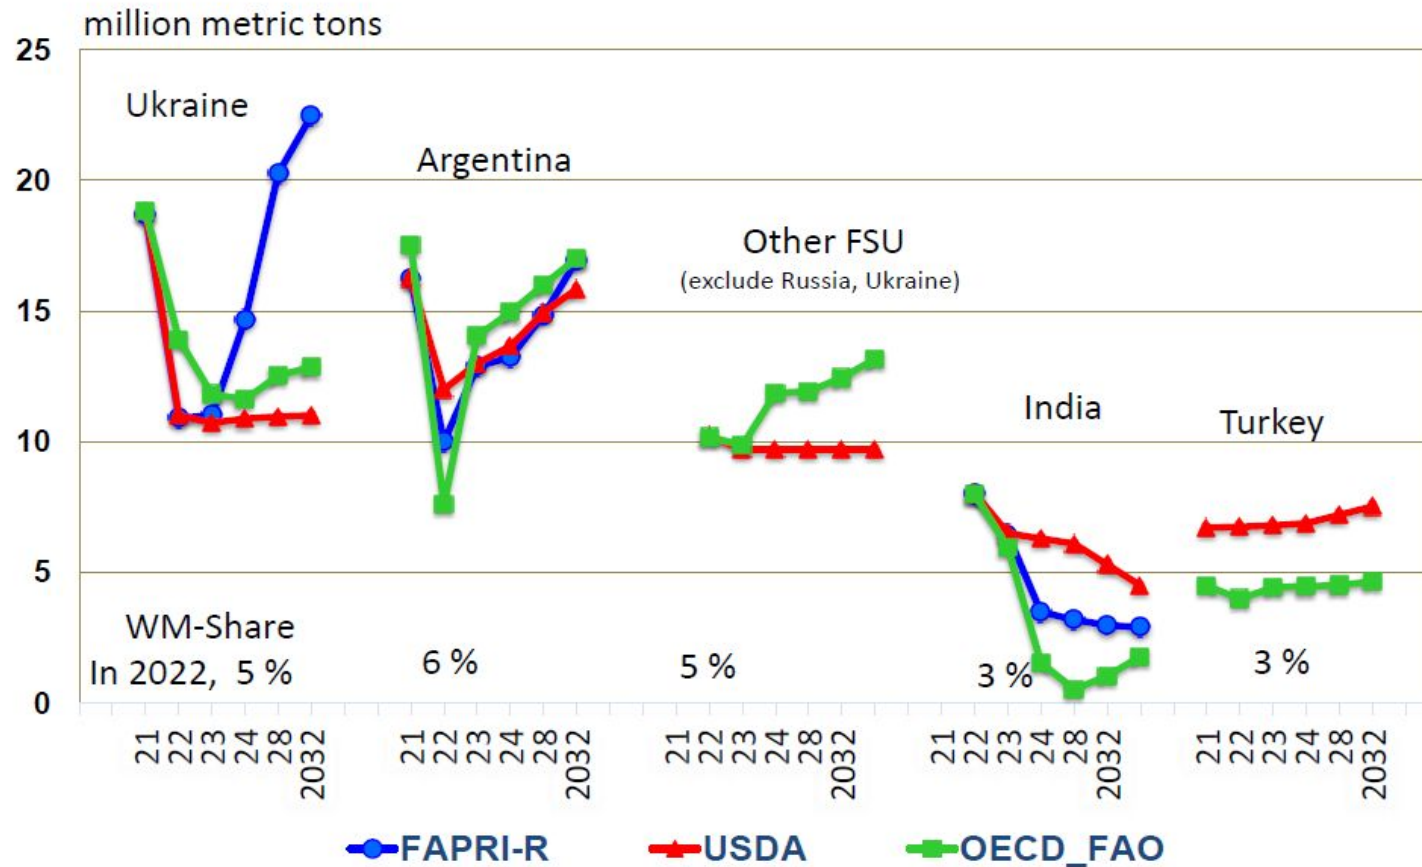 million metric tons
25
20
15
10
5
0
Ukraine
Argentina
Other FSU
(exclude Russia, Ukraine)
India
Turkey
WM-Share
In 2022, 5 %
6 %
5 %
3 %
3 %
21 22 23 24 28 2032
21 22 23 24 28 2032
21 22 23 24 28 2032
21 22 23 24 28 2032
21 22 23 24 28 2032
FAPRI-R USDA OECD_FAO